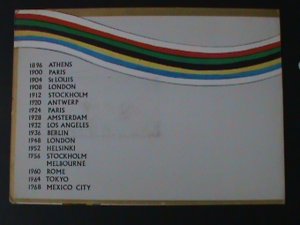 1896 ATHENS
1900 PARIS
1904 St LOUIS
1908 LONDON
1912 STOCKHOLM
1920 ANTWERP
1924 PARIS
1928 AMSTERDAM
1932 LOS ANGELES
1936 BERLIN
1948 LONDON
1952 HELSINKI
1956 STOCKHOLM
MELBOURNE
1960 ROME
1964 TOKYO
1968 MEXICO CITY